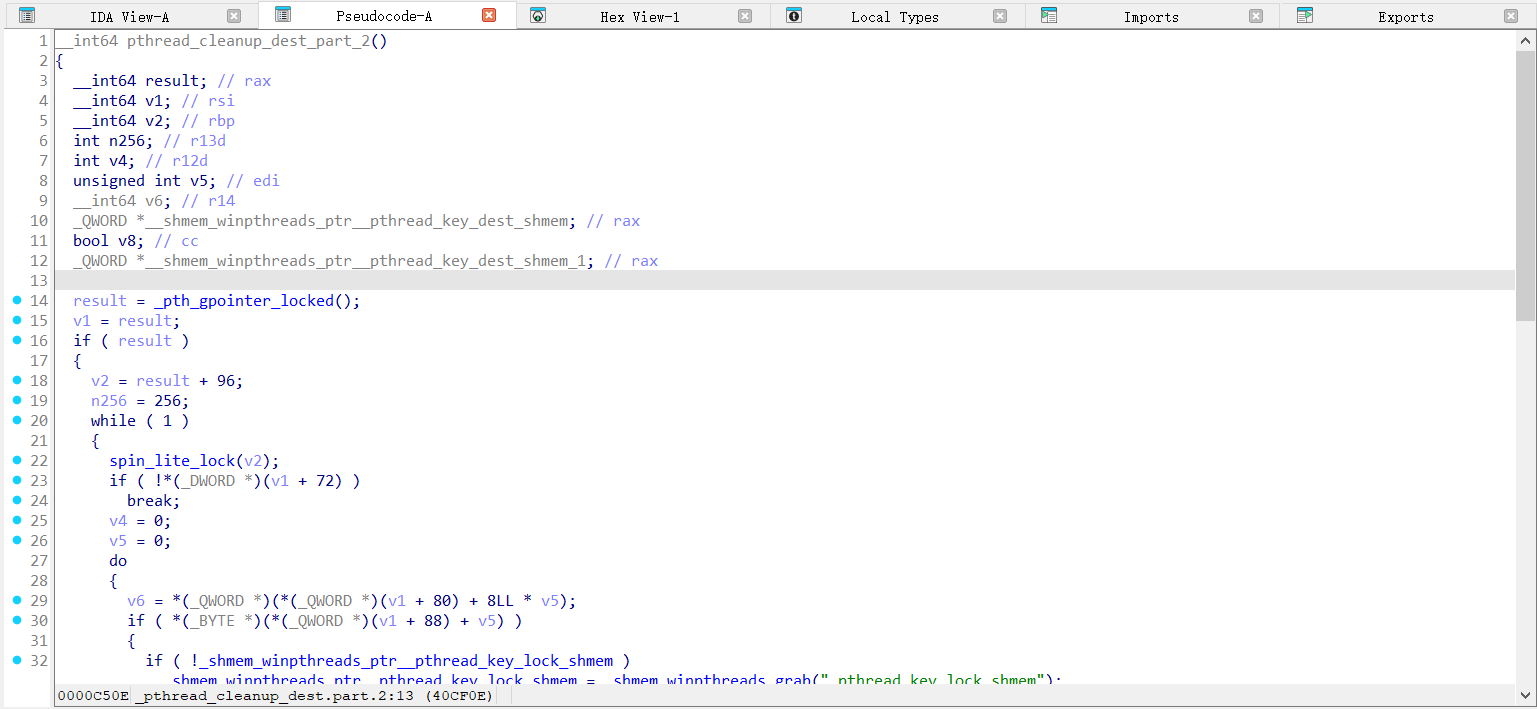 IDA View-A Pseudocode-A Hex View-1 Local Types Imports Exports
1 __int64 pthread_cleanup_dest_part_2()
2 {
3 __int64 result; // rax
4 __int64 v1; // rsi
5 __int64 v2; // rbp
6 int n256; // r13d
7 int v4; // r12d
8 unsigned int v5; // edi
9 __int64 v6; // r14
10 _QWORD *__shmem_winpthreads_ptr__pthread_key_dest_shmem; // rax
11 bool v8; // cc
12 _QWORD *__shmem_winpthreads_ptr__pthread_key_dest_shmem_1; // rax
13
14 result = _pth_gpointer_locked();
15 v1 = result;
16 if ( result )
17 {
18 v2 = result + 96;
19 n256 = 256;
20 while ( 1 )
21 {
22 spin_lite_lock(v2);
23 if ( !*(_DWORD *)(v1 + 72) )
24 break;
25 v4 = 0;
26 v5 = 0;
27 do
28 {
29 v6 = *(_QWORD *)(*(_QWORD *)(v1 + 80) + 8LL * v5);
30 if ( *(_BYTE *)(*(_QWORD *)(v1 + 88) + v5) )
31 {
32 if ( !_shmem_winpthreads_ptr__pthread_key_lock_shmem )
_shmem_winpthreads_ptr__pthread_key_lock_shmem = _shmem_winpthreads_grab("_pthread_key_lock_shmem");
0000C50E _pthread_cleanup_dest.part.2:13 (40CF0E)